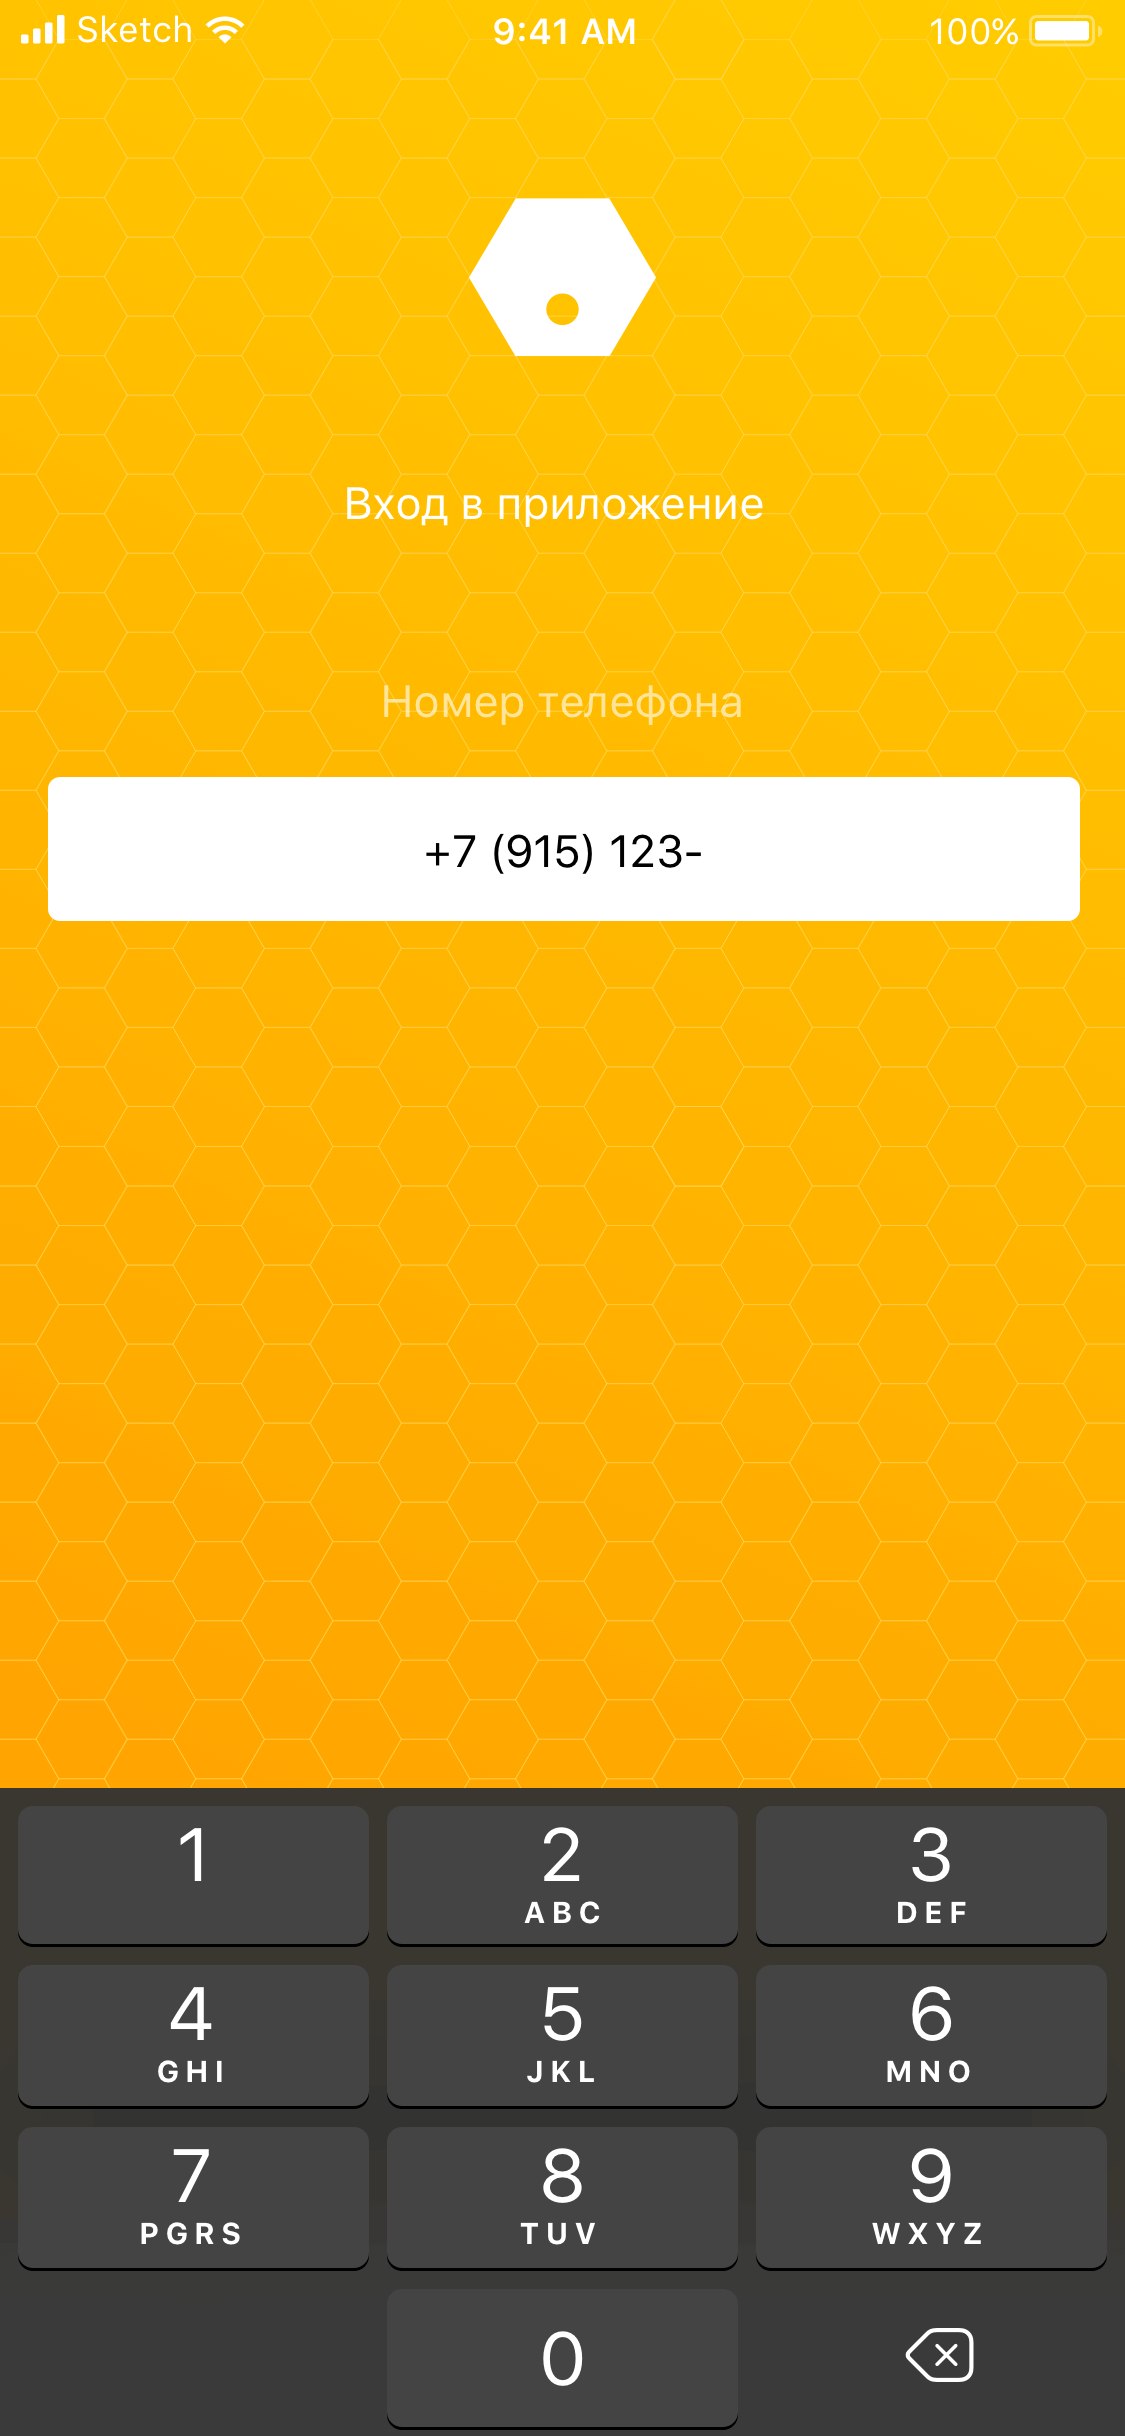 Sketch 9:41 AM 100%
Вход в приложение
Номер телефона
+7 (915) 123-
1 2 3
ABC DEF
4 5 6
GHI JKL MNO
7 8 9
PGRS TUV WXYZ
0